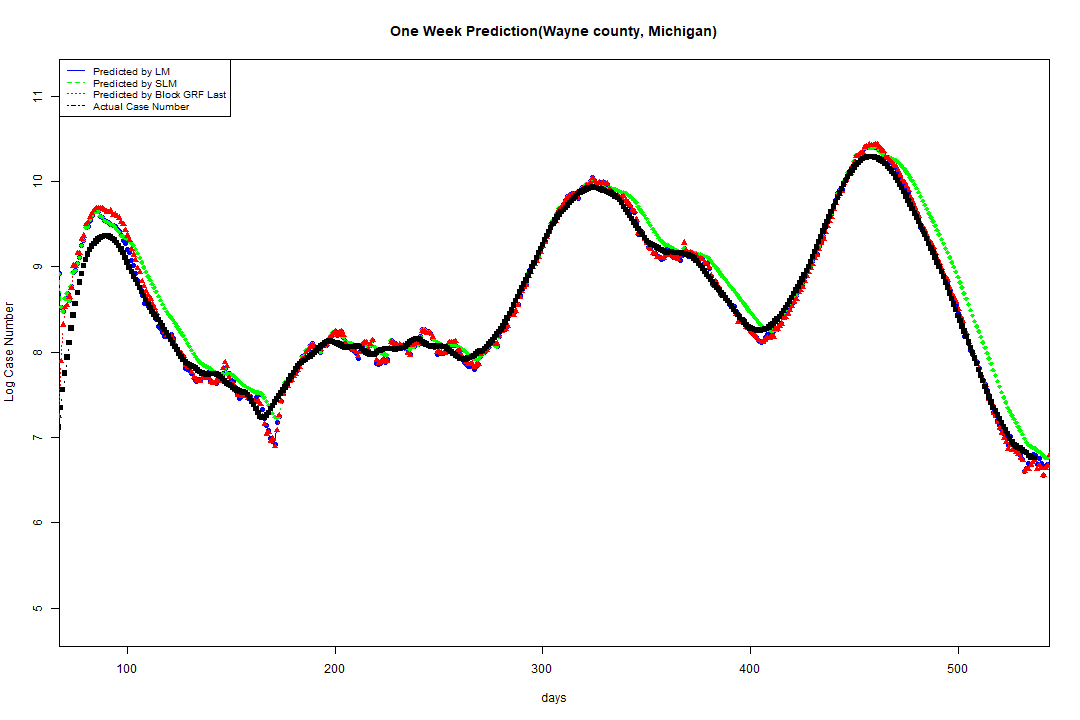 One Week Prediction(Wayne county, Michigan)
Predicted by LM
Predicted by SLM
Predicted by Block GRF Last
Actual Case Number
Log Case Number
11
10
9
8
7
6
5
100 200 300 400 500
days